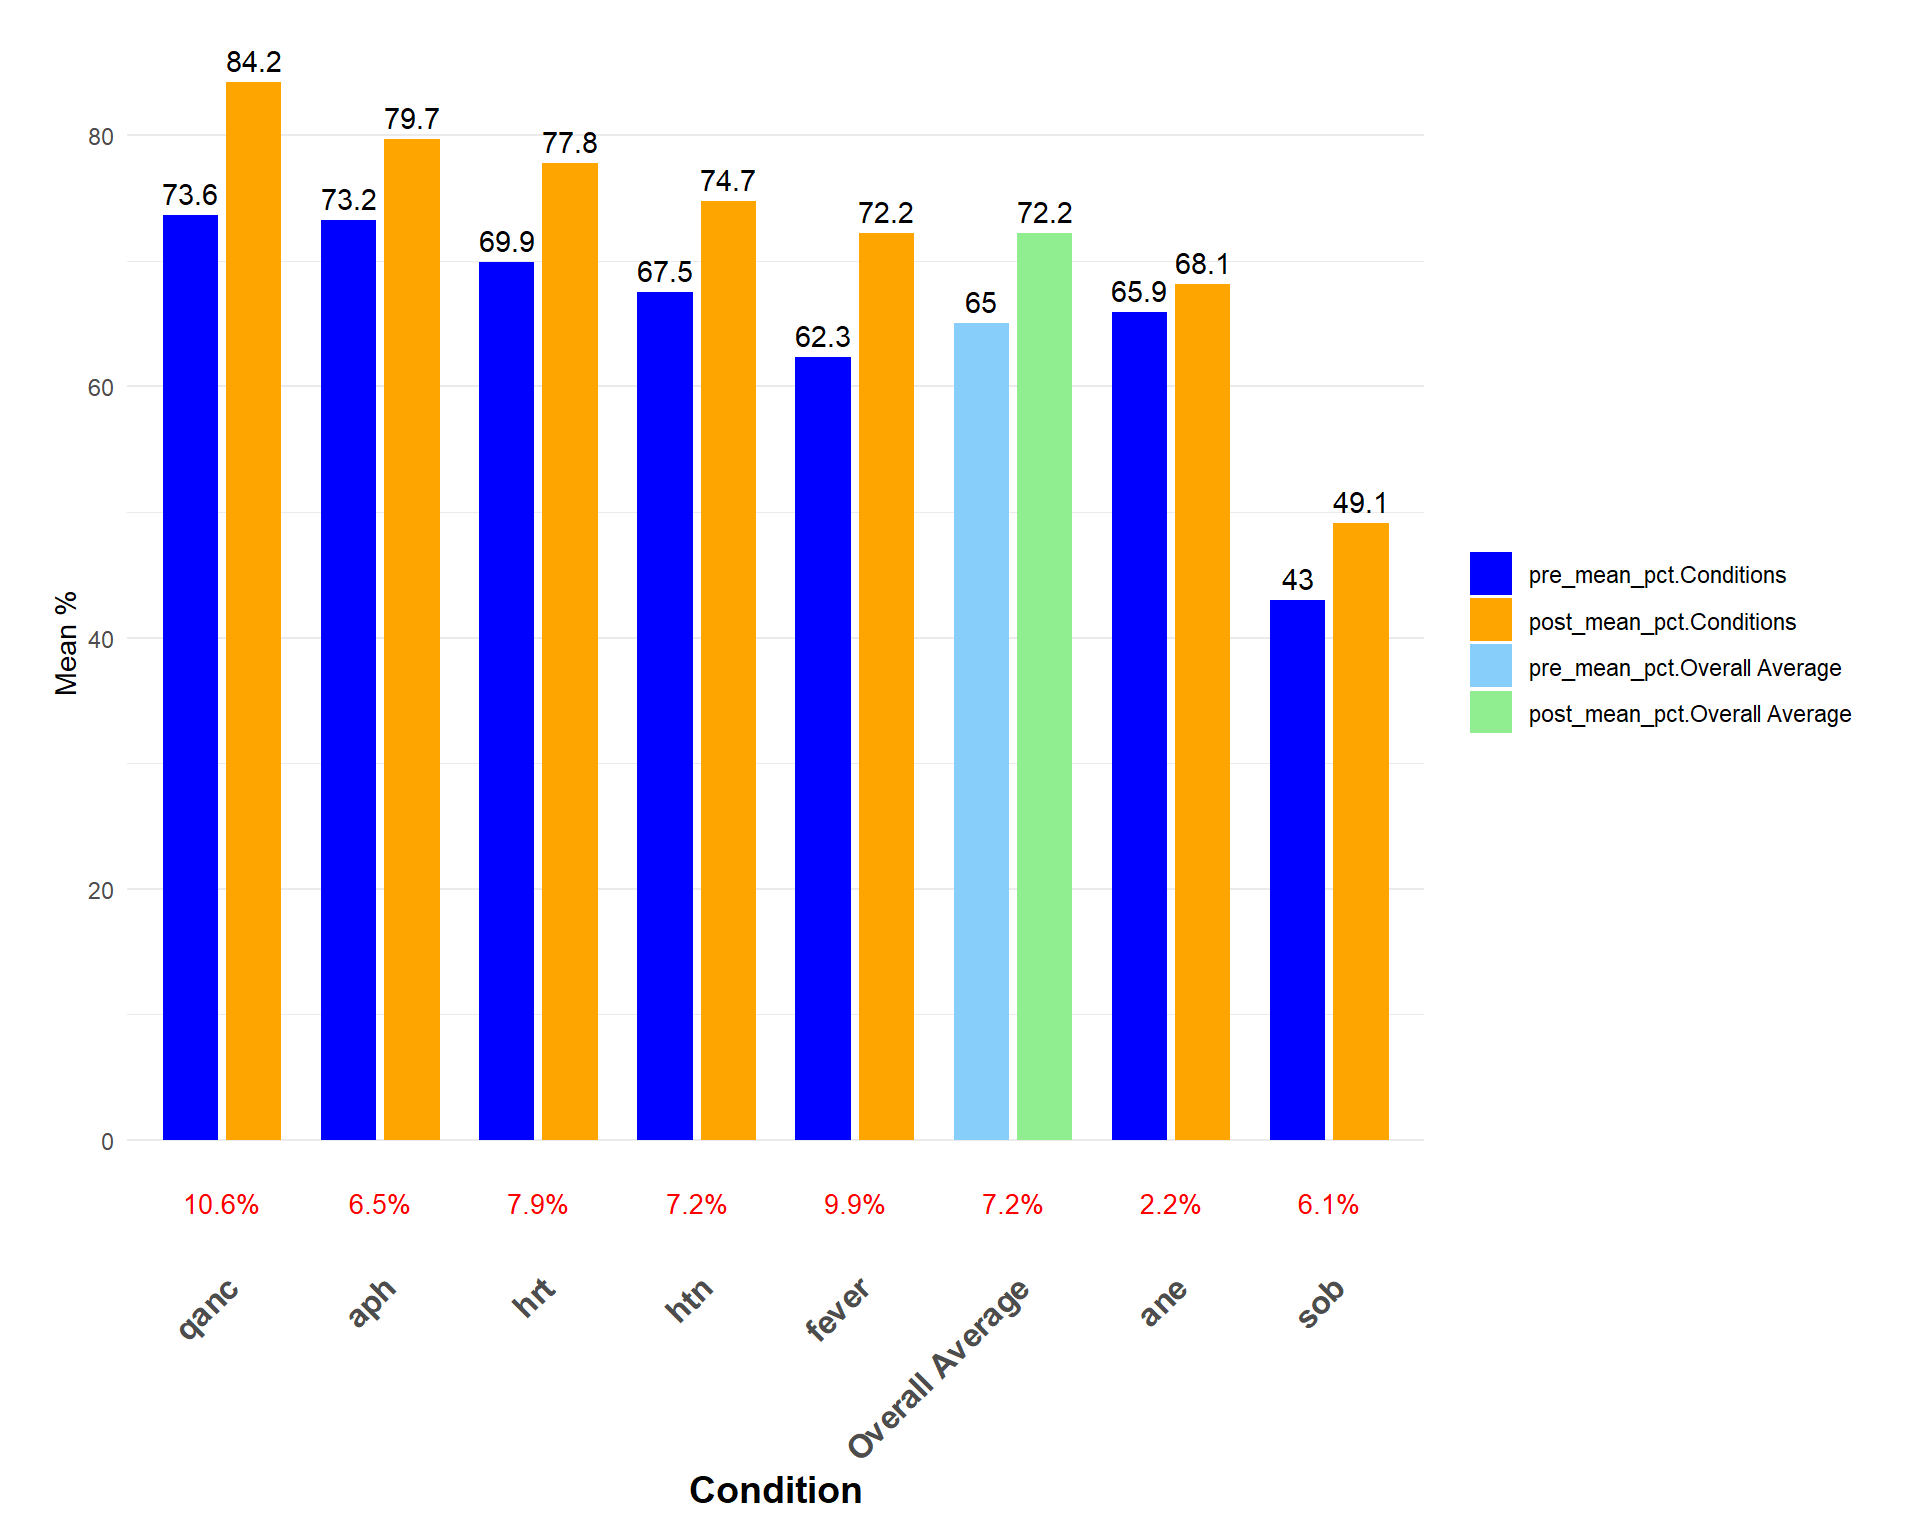 84.2
79.7
77.8
74.7
73.6
73.2
72.2
72.2
69.9
68.1
67.5
65.9
65
62.3
49.1
43
80
60
40
20
0
Mean %
pre_mean_pct.Conditions
post_mean_pct.Conditions
pre_mean_pct.Overall Average
post_mean_pct.Overall Average
10.6% 6.5% 7.9% 7.2% 9.9% 7.2% 2.2% 6.1%
qanc
aph
hrt
htn
fever
Overall Average
ane
sob
Condition